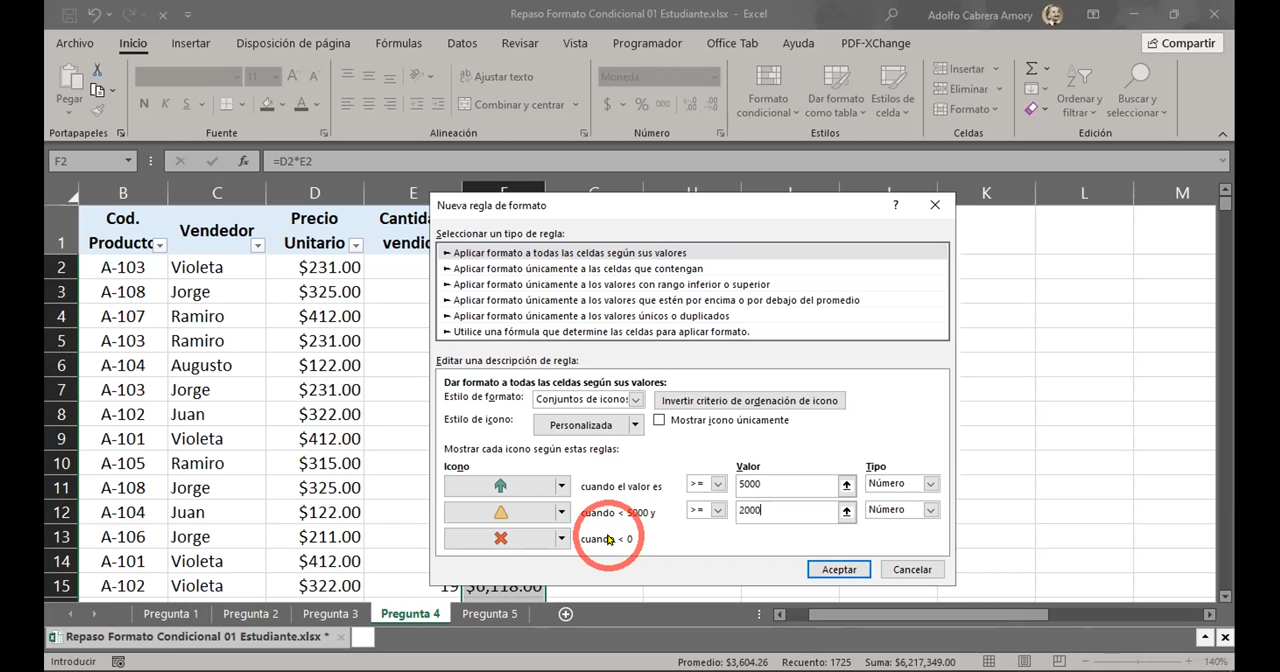 Repaso Formato Condicional 01 Estudiante.xlsx - Excel
Adolfo Cabrera Amory
Archivo Inicio Insertar Disposición de página Fórmulas Datos Revisar Vista Programador Office Tab Ayuda PDF-XChange Compartir
Pegar
N K S
11 A A
Ajustar texto
Combinar y centrar
Moneda
$ % 000
Formato condicional
Dar formato como tabla
Estilos de celda
Insertar
Eliminar
Formato
Ordenar y filtrar
Buscar y seleccionar
Portapapeles Fuente Alineación Número Estilos Celdas Edición
F2 fx =D2*E2
B C D E F G H I J K L M
1 Cod. Producto Vendedor Precio Unitario Cantida vendid
2 A-103 Violeta $231.00
3 A-108 Jorge $325.00
4 A-107 Ramiro $412.00
5 A-103 Ramiro $231.00
6 A-104 Augusto $122.00
7 A-103 Jorge $231.00
8 A-102 Juan $322.00
9 A-101 Violeta $412.00
10 A-105 Ramiro $315.00
11 A-108 Jorge $325.00
12 A-104 Juan $122.00
13 A-106 Jorge $211.00
14 A-101 Violeta $412.00
15 A-102 Violeta $322.00 19 $6,118.00
Nueva regla de formato ?
Seleccionar un tipo de regla:
► Aplicar formato a todas las celdas según sus valores
► Aplicar formato únicamente a las celdas que contengan
► Aplicar formato únicamente a los valores con rango inferior o superior
► Aplicar formato únicamente a los valores que estén por encima o por debajo del promedio
► Aplicar formato únicamente a los valores únicos o duplicados
► Utilice una fórmula que determine las celdas para aplicar formato.
Editar una descripción de regla:
Dar formato a todas las celdas según sus valores:
Estilo de formato: Conjuntos de iconos Invertir criterio de ordenación de icono
Estilo de icono: Personalizada Mostrar icono únicamente
Mostrar cada icono según estas reglas:
Icono Valor Tipo
cuando el valor es >= 5000 Número
cuando < 5000 y >= 2000 Número
cuando < 0
Aceptar Cancelar
Pregunta 1 Pregunta 2 Pregunta 3 Pregunta 4 Pregunta 5
Repaso Formato Condicional 01 Estudiante.xlsx *
Introducir Promedio: $3,604.26 Recuento: 1725 Suma: $6,217,349.00 140%